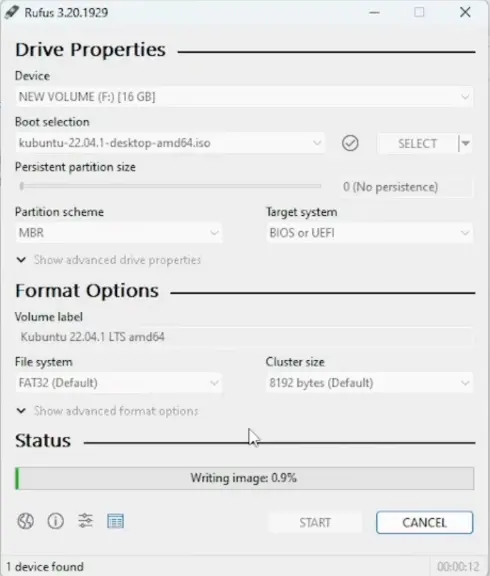 Rufus 3.20.1929
Drive Properties
Device
NEW VOLUME (F:) [16 GB]
Boot selection
kubuntu-22.04.1-desktop-amd64.iso
SELECT
Persistent partition size
0 (No persistence)
Partition scheme
Target system
MBR
BIOS or UEFI
Show advanced drive properties
Format Options
Volume label
Kubuntu 22.04.1 LTS amd64
File system
Cluster size
FAT32 (Default)
8192 bytes (Default)
Show advanced format options
Status
Writing image: 0.9%
START
CANCEL
1 device found
00:00:12